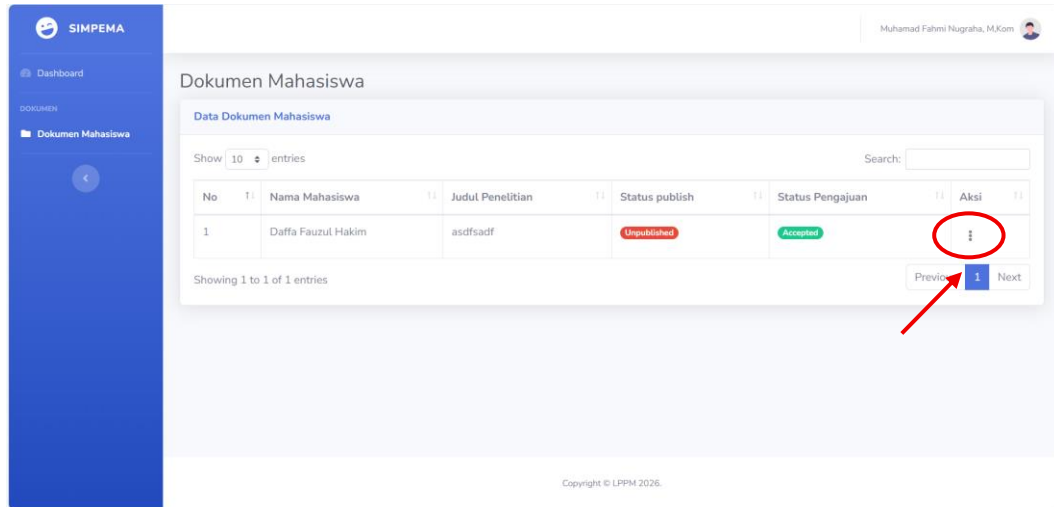 SIMPEMA
Muhamad Fahmi Nugraha, M,Kom
Dashboard
DOKUMEN
Dokumen Mahasiswa
Dokumen Mahasiswa
Data Dokumen Mahasiswa
Show 10 entries
Search:
No Nama Mahasiswa Judul Penelitian Status publish Status Pengajuan Aksi
1 Daffa Fauzul Hakim asdfsadf Unpublished Accepted
Showing 1 to 1 of 1 entries
1 Next
Copyright © LPPM 2026.